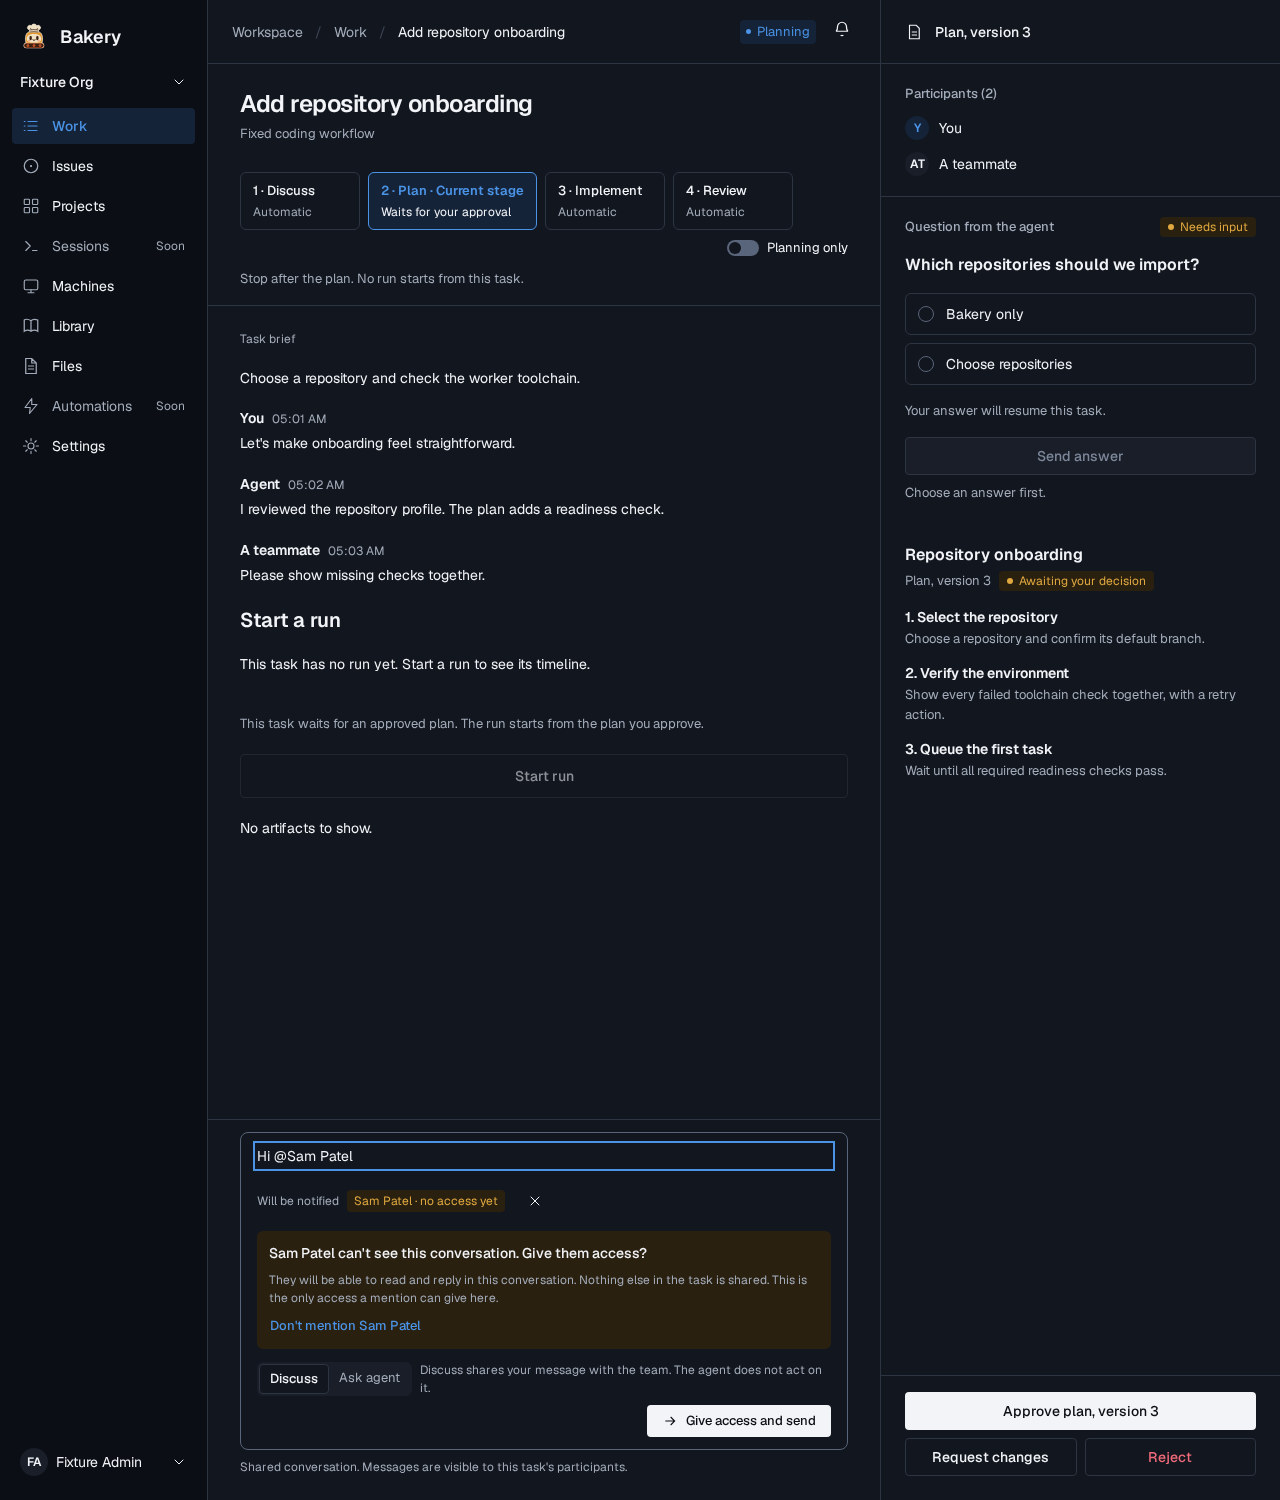 Bakery
Fixture Org
Work
Issues
Projects
Sessions Soon
Machines
Library
Files
Automations Soon
Settings
FA Fixture Admin
Workspace / Work / Add repository onboarding
Planning
Add repository onboarding
Fixed coding workflow
1 · Discuss
Automatic
2 · Plan · Current stage
Waits for your approval
3 · Implement
Automatic
4 · Review
Automatic
Planning only
Stop after the plan. No run starts from this task.
Task brief
Choose a repository and check the worker toolchain.
You 05:01 AM
Let's make onboarding feel straightforward.
Agent 05:02 AM
I reviewed the repository profile. The plan adds a readiness check.
A teammate 05:03 AM
Please show missing checks together.
Start a run
This task has no run yet. Start a run to see its timeline.
This task waits for an approved plan. The run starts from the plan you approve.
Start run
No artifacts to show.
Hi @Sam Patel
Will be notified Sam Patel · no access yet
Sam Patel can't see this conversation. Give them access?
They will be able to read and reply in this conversation. Nothing else in the task is shared. This is
the only access a mention can give here.
Don't mention Sam Patel
Discuss Ask agent
Discuss shares your message with the team. The agent does not act on
it.
Give access and send
Shared conversation. Messages are visible to this task's participants.
Plan, version 3
Participants (2)
Y You
AT A teammate
Question from the agent Needs input
Which repositories should we import?
Bakery only
Choose repositories
Your answer will resume this task.
Send answer
Choose an answer first.
Repository onboarding
Plan, version 3 Awaiting your decision
1. Select the repository
Choose a repository and confirm its default branch.
2. Verify the environment
Show every failed toolchain check together, with a retry
action.
3. Queue the first task
Wait until all required readiness checks pass.
Approve plan, version 3
Request changes Reject